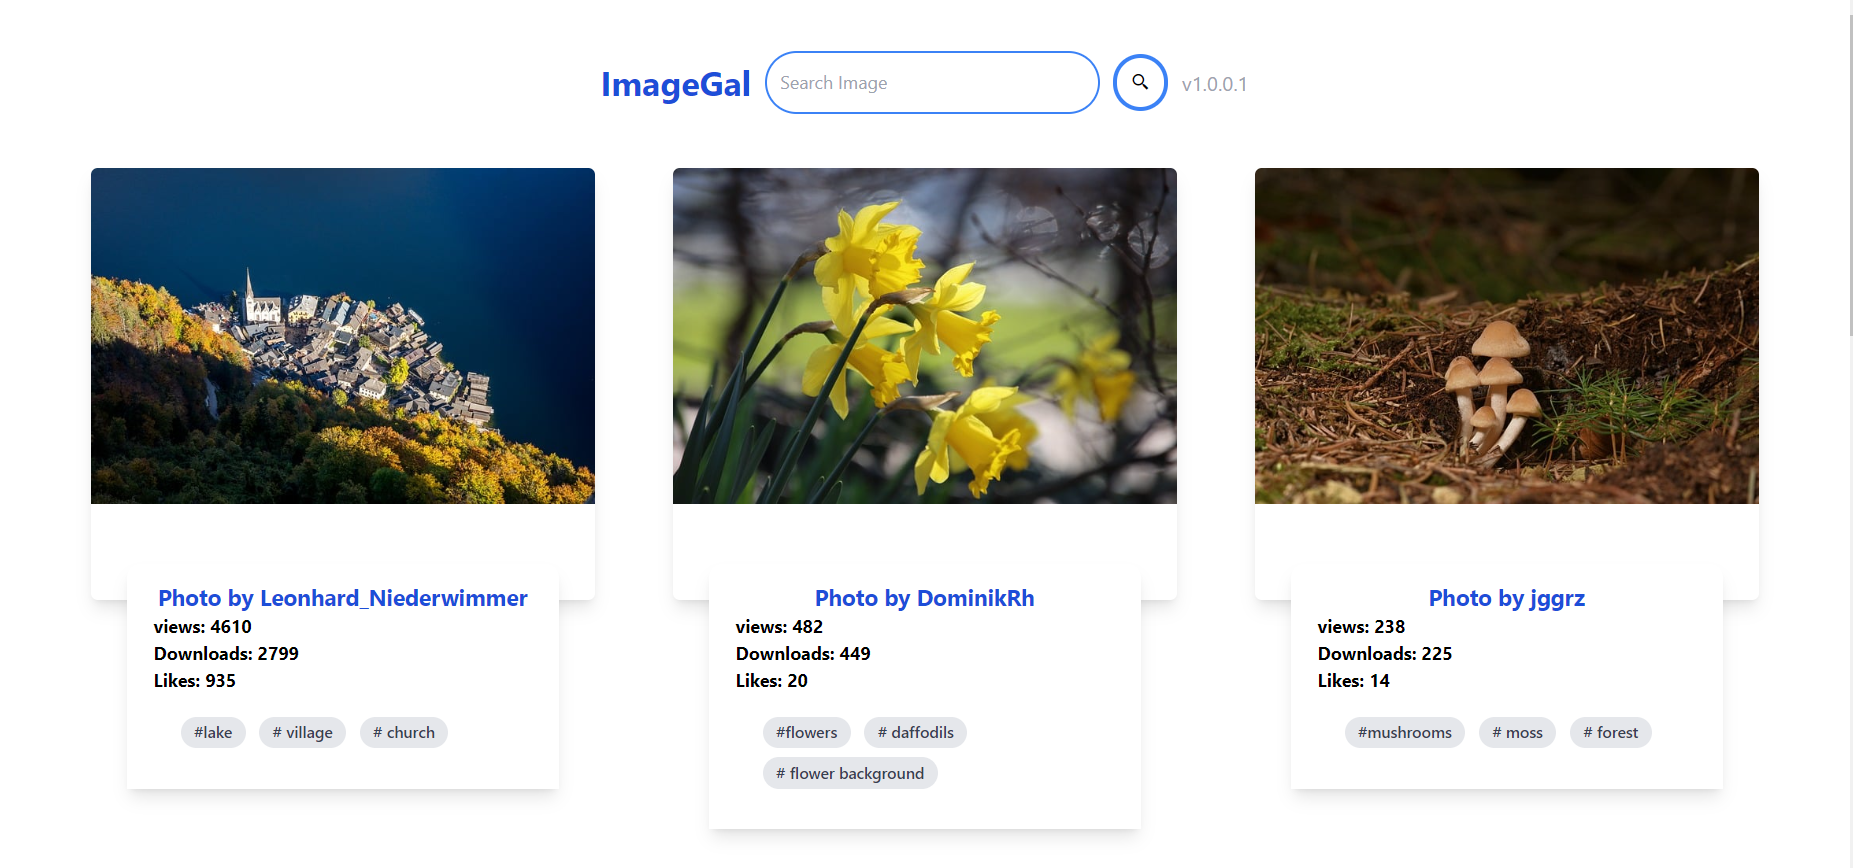 ImageGal Search Image v1.0.0.1
Photo by Leonhard_Niederwimmer
views: 4610
Downloads: 2799
Likes: 935
#lake # village # church
Photo by DominikRh
views: 482
Downloads: 449
Likes: 20
#flowers # daffodils
# flower background
Photo by jggrz
views: 238
Downloads: 225
Likes: 14
#mushrooms # moss # forest